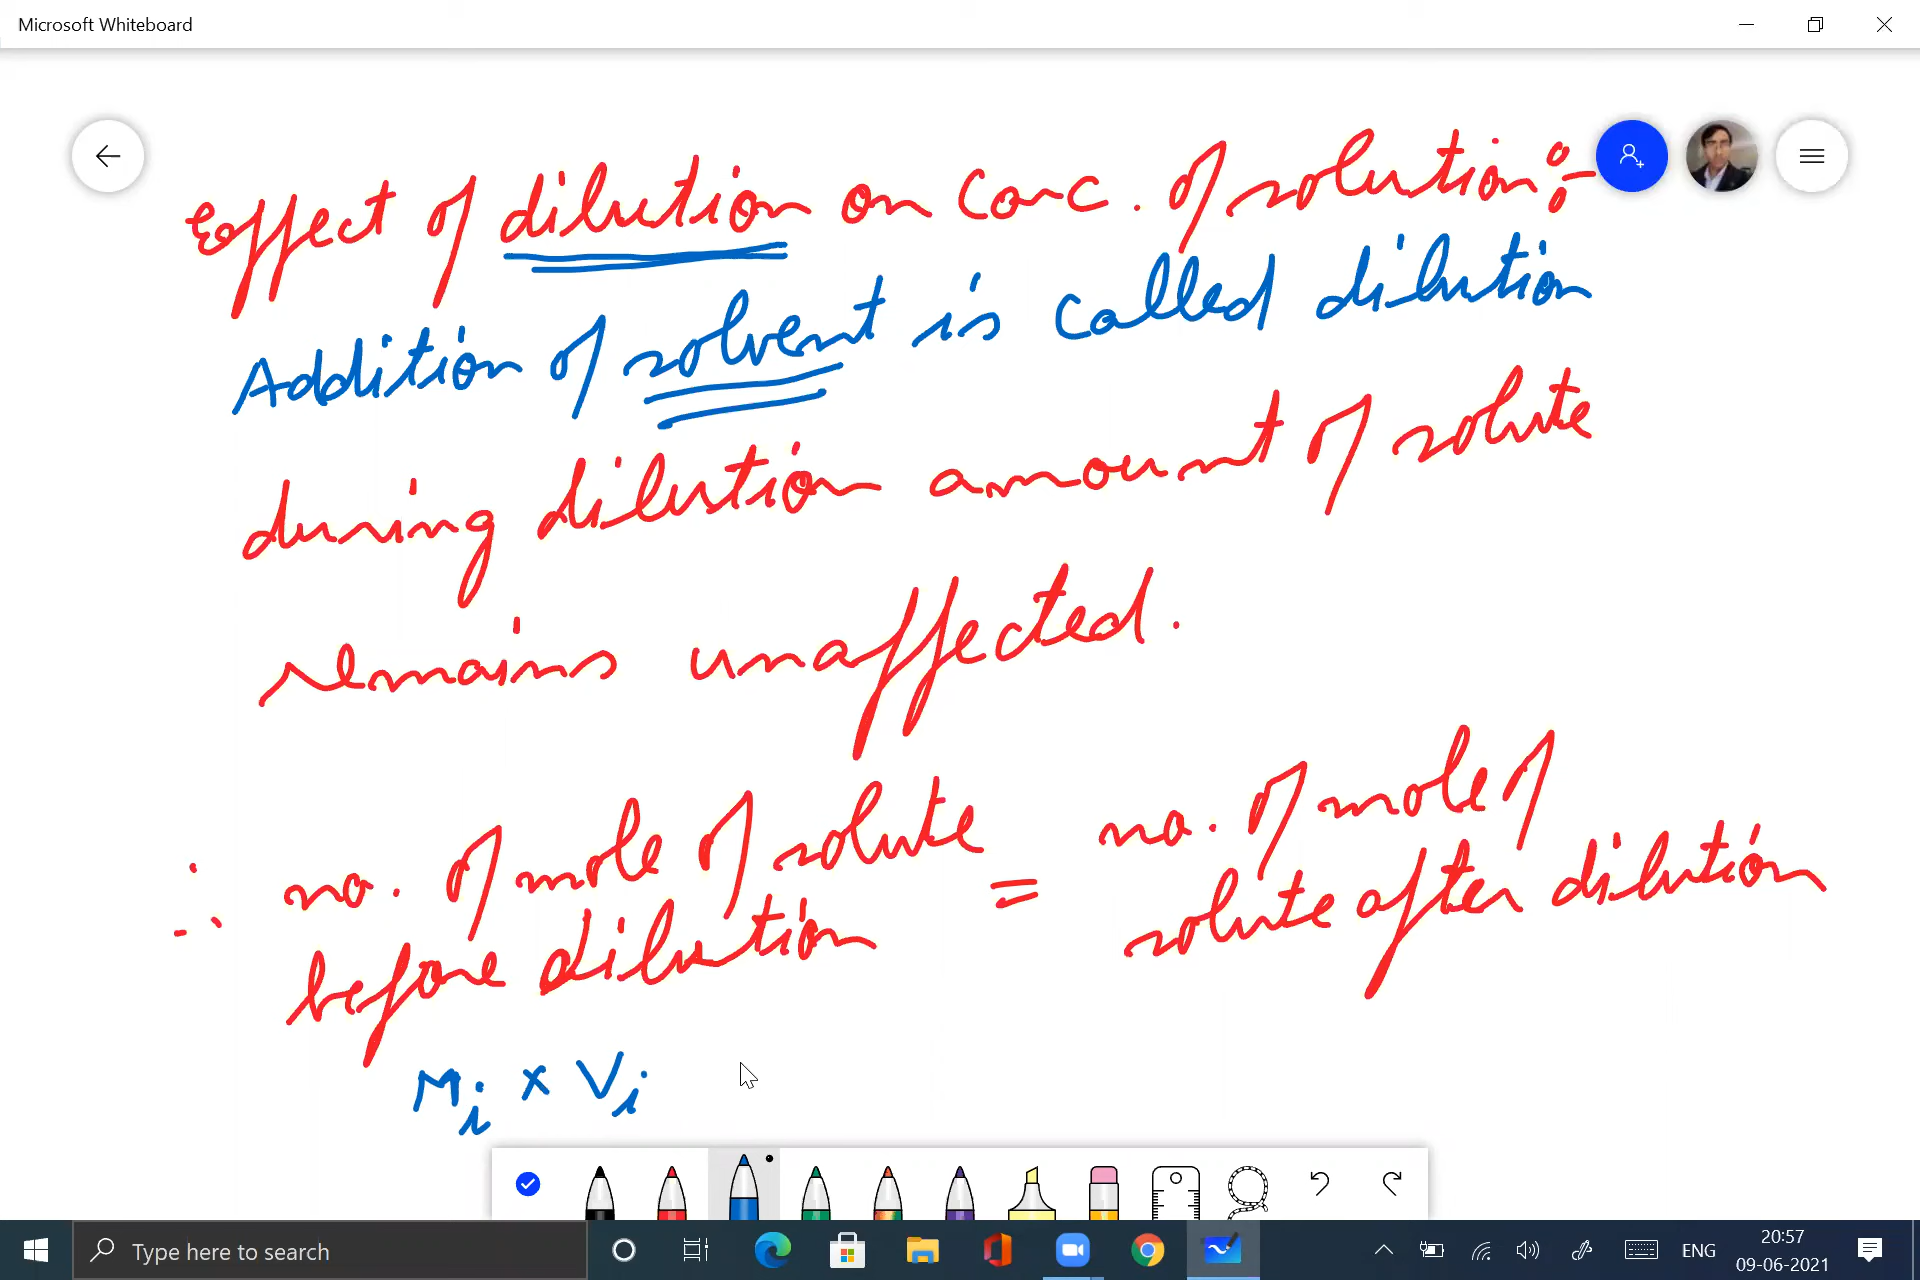 Microsoft Whiteboard
Effect of dilution on Conc. of solution :-
Addition of solvent is called dilution
during dilution amount of solute
remains unaffected.
∴ no. of mole of solute before dilution = no. of mole of solute after dilution
Mi × Vi
Type here to search
ENG
20:57
09-06-2021